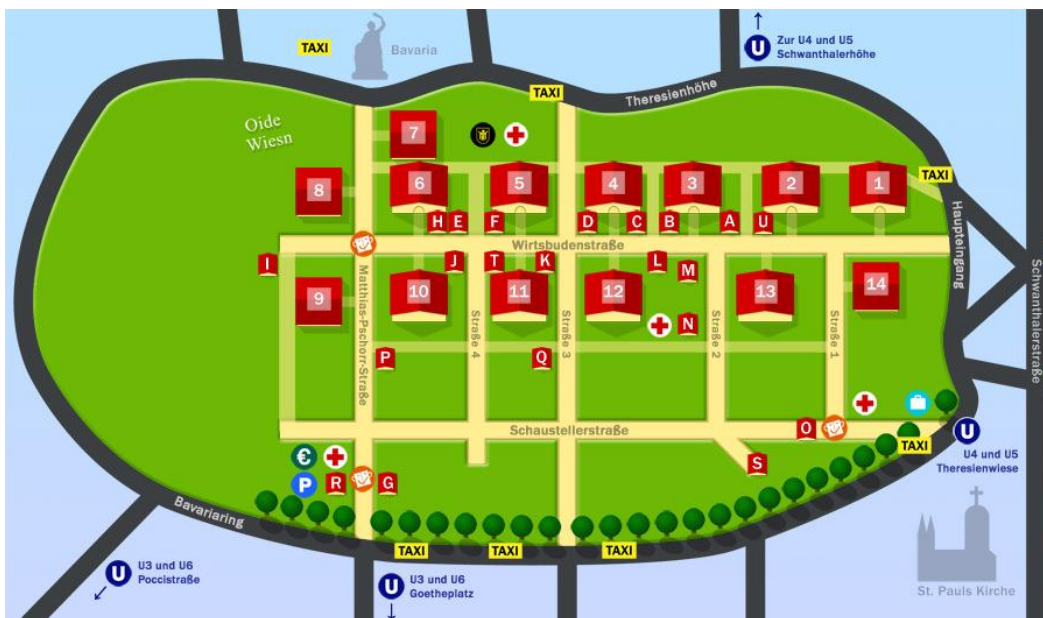 TAXI
Bavaria
U
Zur U4 und U5
Schwanthalerhöhe
TAXI
Theresienhöhe
Oide
Wiesn
7
TAXI
8
6
5
4
3
2
1
Haupteingang
H
E
F
D
C
B
A
U
Wirtsbudenstraße
I
J
T
K
L
M
Schwanthalerstraße
Matthias-Pschorr-Straße
9
10
11
12
13
14
N
Straße 4
Straße 3
Straße 2
Straße 1
P
Q
Schaustellerstraße
O
TAXI
U
U4 und U5
Theresienwiese
S
€
P
R
G
Bavariaring
TAXI
TAXI
TAXI
U
U3 und U6
Poccistraße
U
U3 und U6
Goetheplatz
St. Pauls Kirche